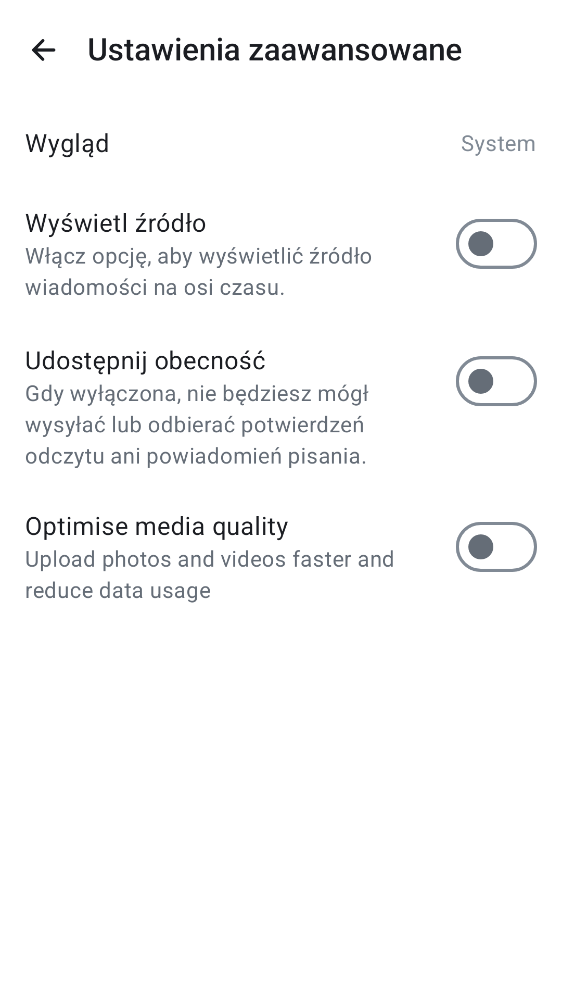 Ustawienia zaawansowane
Wygląd
System
Wyświetl źródło
Włącz opcję, aby wyświetlić źródło
wiadomości na osi czasu.
Udostępnij obecność
Gdy wyłączona, nie będziesz mógł
wysyłać lub odbierać potwierdzeń
odczytu ani powiadomień pisania.
Optimise media quality
Upload photos and videos faster and
reduce data usage